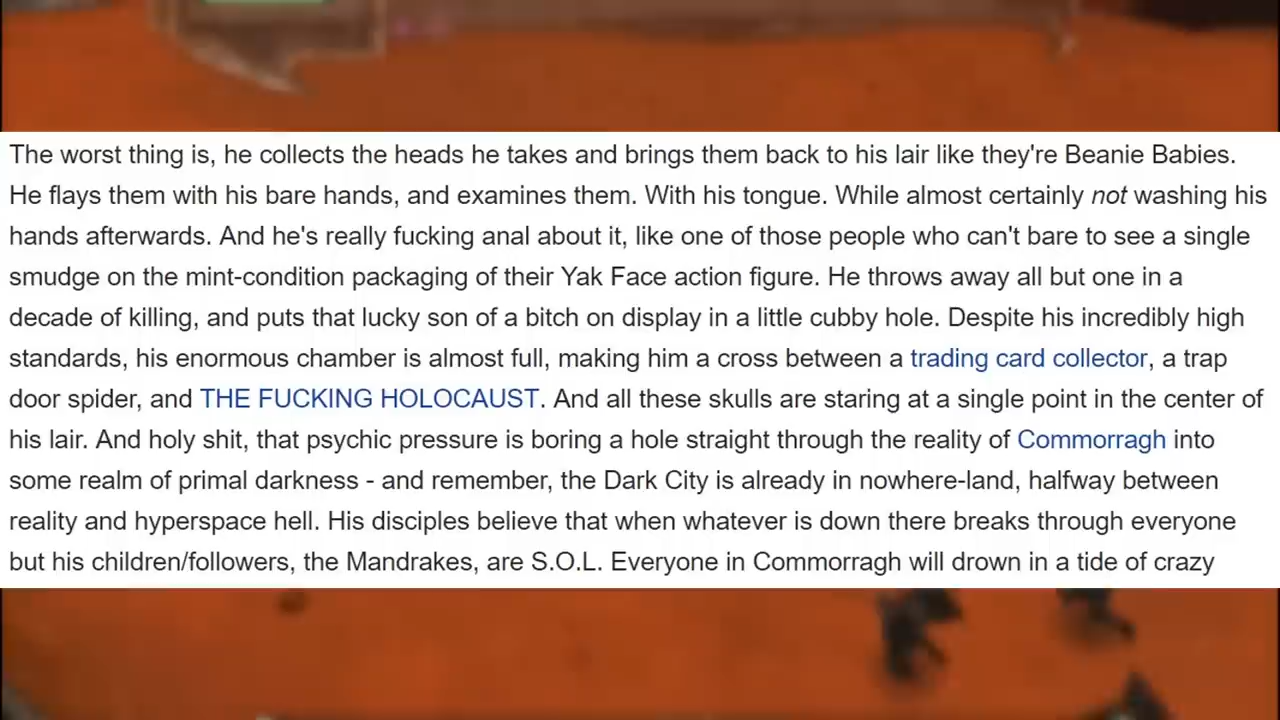 The worst thing is, he collects the heads he takes and brings them back to his lair like they're Beanie Babies.
He flays them with his bare hands, and examines them. With his tongue. While almost certainly not washing his
hands afterwards. And he's really fucking anal about it, like one of those people who can't bare to see a single
smudge on the mint-condition packaging of their Yak Face action figure. He throws away all but one in a
decade of killing, and puts that lucky son of a bitch on display in a little cubby hole. Despite his incredibly high
standards, his enormous chamber is almost full, making him a cross between a trading card collector, a trap
door spider, and THE FUCKING HOLOCAUST. And all these skulls are staring at a single point in the center of
his lair. And holy shit, that psychic pressure is boring a hole straight through the reality of Commorragh into
some realm of primal darkness - and remember, the Dark City is already in nowhere-land, halfway between
reality and hyperspace hell. His disciples believe that when whatever is down there breaks through everyone
but his children/followers, the Mandrakes, are S.O.L. Everyone in Commorragh will drown in a tide of crazy